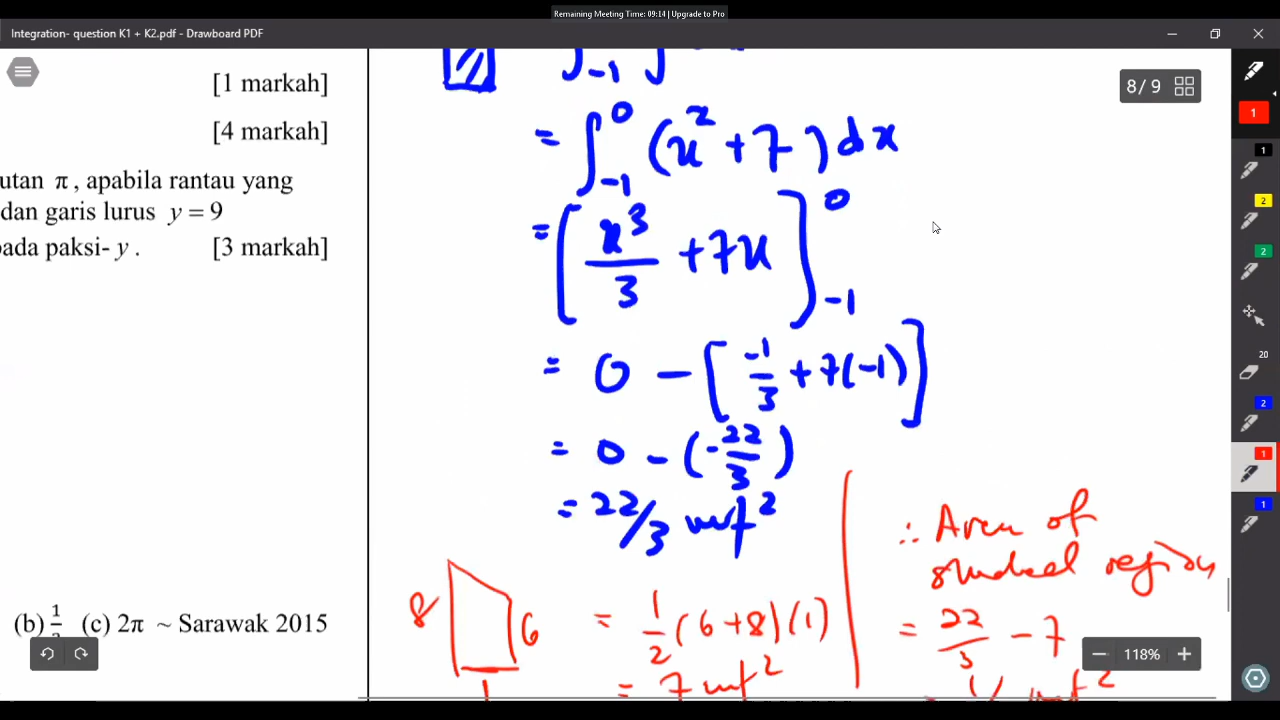 Remaining Meeting Time: 09:14 | Upgrade to Pro
Integration- question K1 + K2.pdf - Drawboard PDF
8 / 9
[1 markah]
[4 markah]
utan π, apabila rantau yang
dan garis lurus y = 9
pada paksi- y . [3 markah]
(b) (c) 2π ~ Sarawak 2015
∫ -1 ∫
= ∫ 0 -1 (x² + 7) dx
= [ x³/3 + 7x ] 0 -1
= 0 - [ -1/3 + 7(-1) ]
= 0 - (-22/3)
= 22/3 unit²
8 6 1
= 1/2 (6+8)(1)
= 7 unit²
∴ Area of
shaded region
= 22/3 - 7
118%
1
1
2
2
20
2
1
1